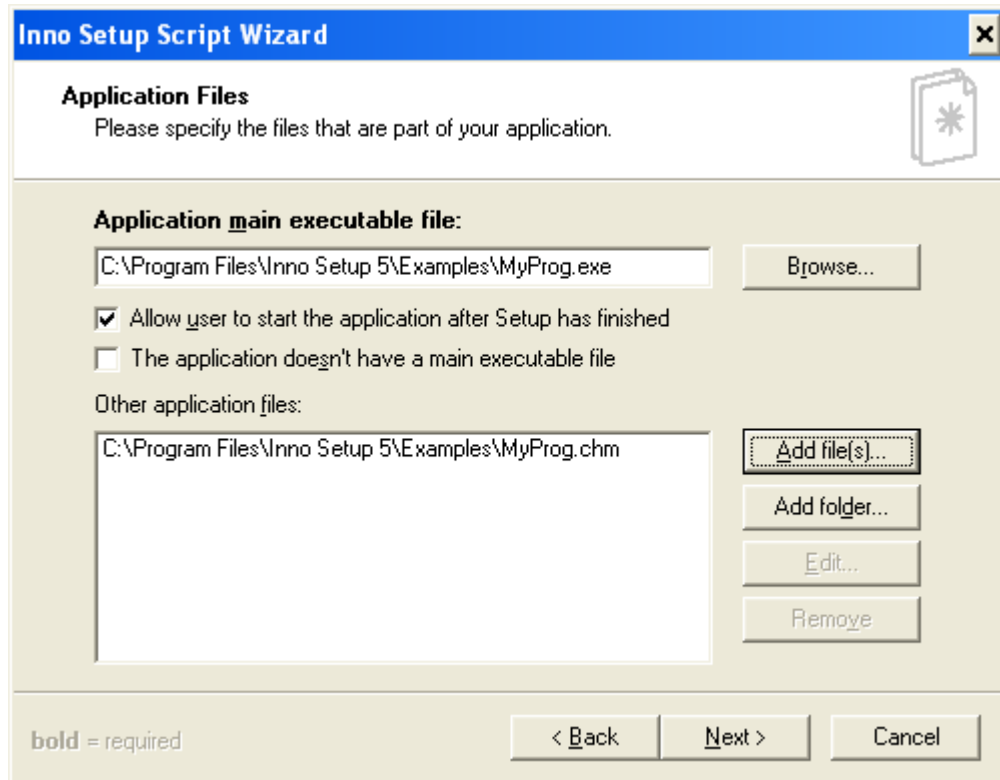 Inno Setup Script Wizard
Application Files
Please specify the files that are part of your application.
Application main executable file:
C:\Program Files\Inno Setup 5\Examples\MyProg.exe
Browse...
Allow user to start the application after Setup has finished
The application doesn't have a main executable file
Other application files:
C:\Program Files\Inno Setup 5\Examples\MyProg.chm
Add file(s)...
Add folder...
Edit...
Remove
bold = required
< Back
Next >
Cancel